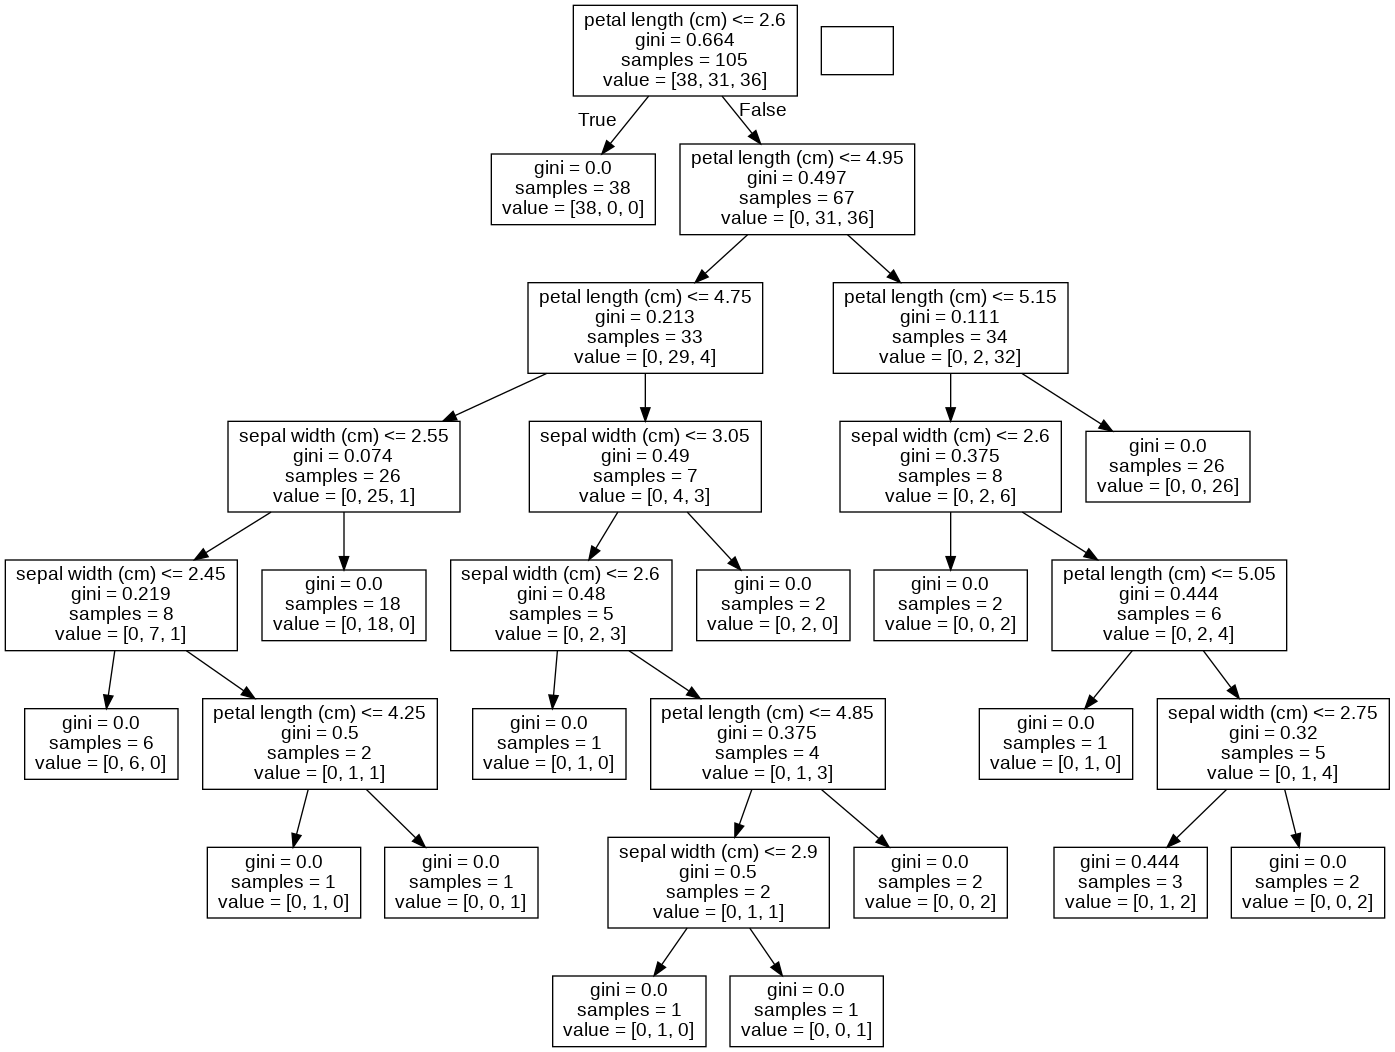 petal length (cm) <= 2.6
gini = 0.664
samples = 105
value = [38, 31, 36]
True
False
gini = 0.0
samples = 38
value = [38, 0, 0]
petal length (cm) <= 4.95
gini = 0.497
samples = 67
value = [0, 31, 36]
petal length (cm) <= 4.75
gini = 0.213
samples = 33
value = [0, 29, 4]
petal length (cm) <= 5.15
gini = 0.111
samples = 34
value = [0, 2, 32]
sepal width (cm) <= 2.55
gini = 0.074
samples = 26
value = [0, 25, 1]
sepal width (cm) <= 3.05
gini = 0.49
samples = 7
value = [0, 4, 3]
sepal width (cm) <= 2.6
gini = 0.375
samples = 8
value = [0, 2, 6]
gini = 0.0
samples = 26
value = [0, 0, 26]
sepal width (cm) <= 2.45
gini = 0.219
samples = 8
value = [0, 7, 1]
gini = 0.0
samples = 18
value = [0, 18, 0]
sepal width (cm) <= 2.6
gini = 0.48
samples = 5
value = [0, 2, 3]
gini = 0.0
samples = 2
value = [0, 2, 0]
gini = 0.0
samples = 2
value = [0, 0, 2]
petal length (cm) <= 5.05
gini = 0.444
samples = 6
value = [0, 2, 4]
gini = 0.0
samples = 6
value = [0, 6, 0]
petal length (cm) <= 4.25
gini = 0.5
samples = 2
value = [0, 1, 1]
gini = 0.0
samples = 1
value = [0, 1, 0]
petal length (cm) <= 4.85
gini = 0.375
samples = 4
value = [0, 1, 3]
gini = 0.0
samples = 1
value = [0, 1, 0]
sepal width (cm) <= 2.75
gini = 0.32
samples = 5
value = [0, 1, 4]
gini = 0.0
samples = 1
value = [0, 1, 0]
gini = 0.0
samples = 1
value = [0, 0, 1]
sepal width (cm) <= 2.9
gini = 0.5
samples = 2
value = [0, 1, 1]
gini = 0.0
samples = 2
value = [0, 0, 2]
gini = 0.444
samples = 3
value = [0, 1, 2]
gini = 0.0
samples = 2
value = [0, 0, 2]
gini = 0.0
samples = 1
value = [0, 1, 0]
gini = 0.0
samples = 1
value = [0, 0, 1]